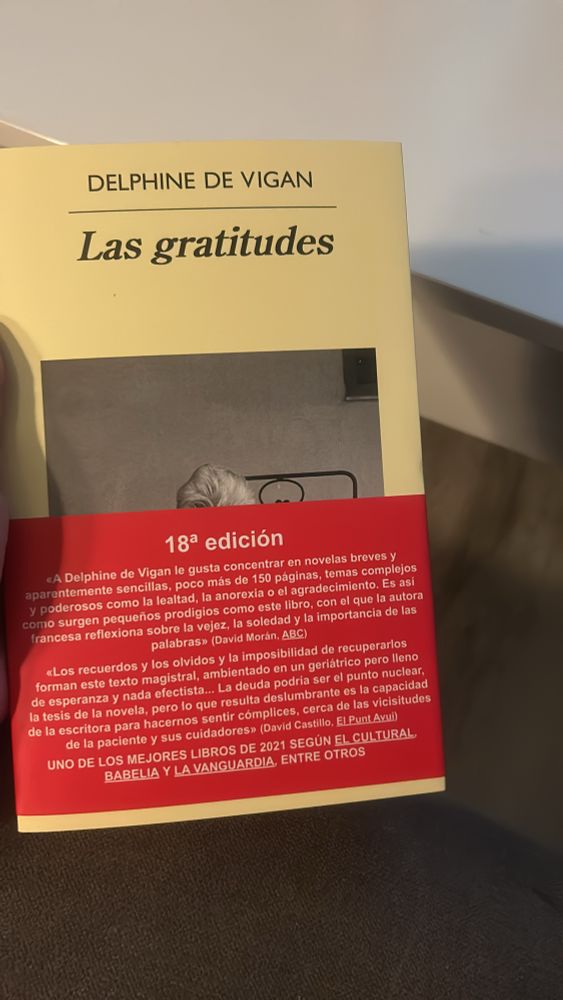 DELPHINE DE VIGAN
Las gratitudes
18ª edición
«A Delphine de Vigan le gusta concentrar en novelas breves y
aparentemente sencillas, poco más de 150 páginas, temas complejos
y poderosos como la lealtad, la anorexia o el agradecimiento. Es así
como surgen pequeños prodigios como este libro, con el que la autora
francesa reflexiona sobre la vejez, la soledad y la importancia de las
palabras» (David Morán, ABC)
«Los recuerdos y los olvidos y la imposibilidad de recuperarlos
forman este texto magistral, ambientado en un geriátrico pero lleno
de esperanza y nada efectista... La deuda podria ser el punto nuclear,
la tesis de la novela, pero lo que resulta deslumbrante es la capacidad
de la escritora para hacernos sentir cómplices, cerca de las vicisitudes
de la paciente y sus cuidadores» (David Castillo, El Punt Avui)
UNO DE LOS MEJORES LIBROS DE 2021 SEGÚN EL CULTURAL,
BABELIA Y LA VANGUARDIA, ENTRE OTROS